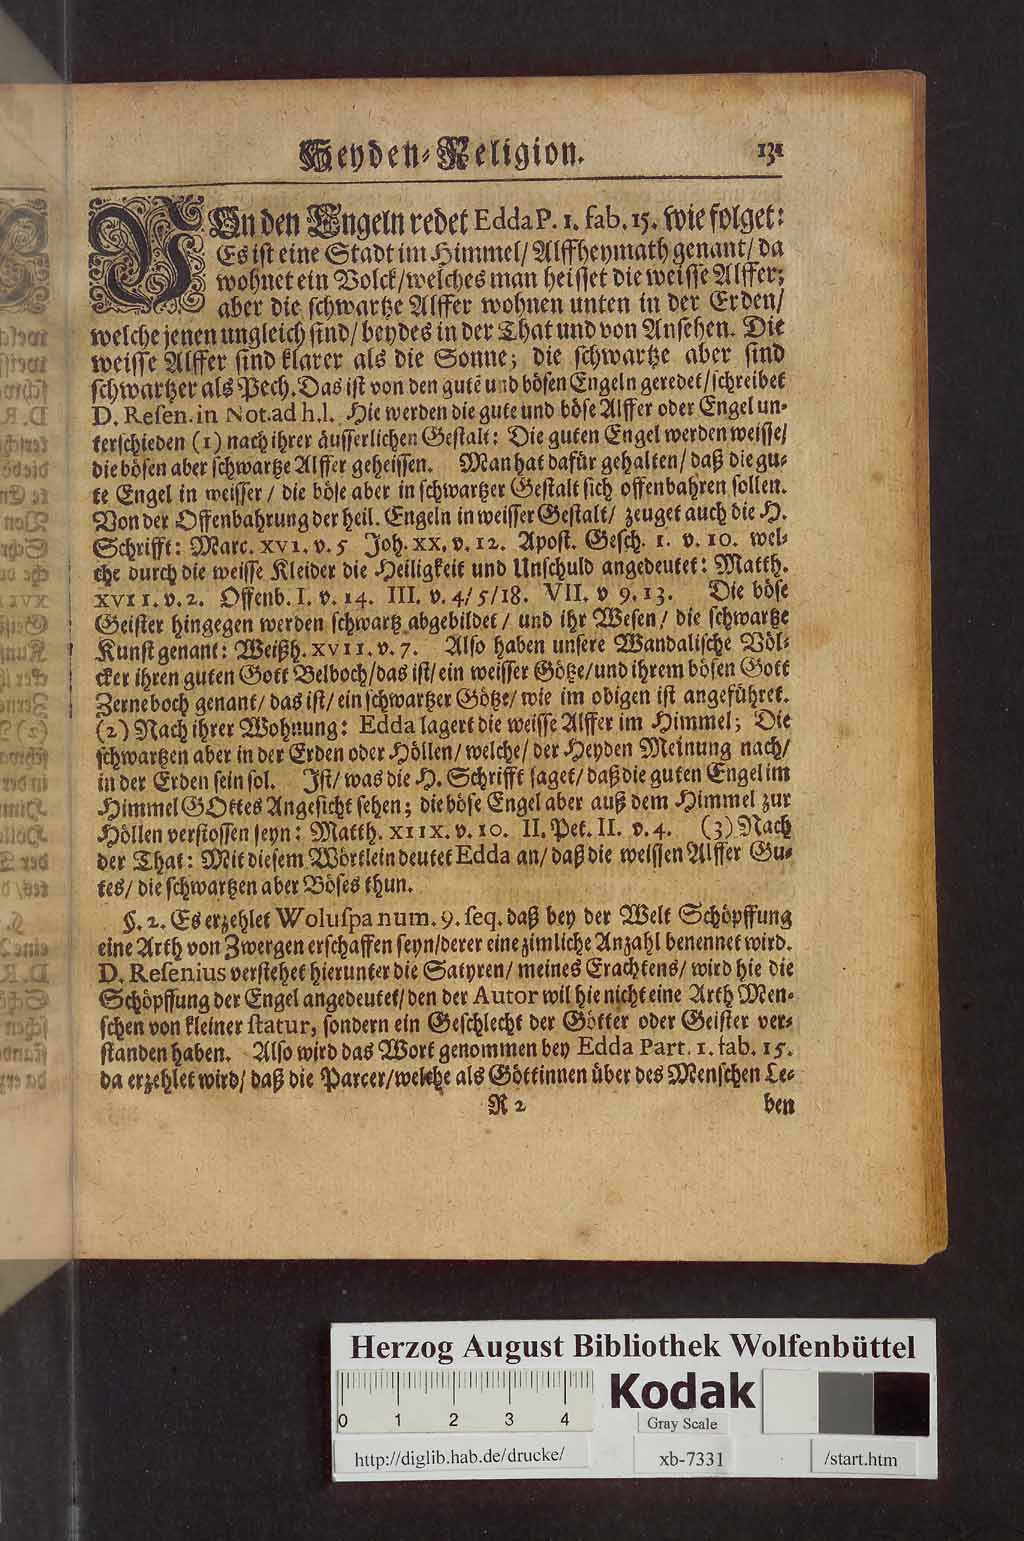 Heyden-Religion. 131
VOn den Engeln redet Edda P. 1. fab. 15. wie folget:
Es ist eine Stadt im Himmel/ Alffheymath genant/ da
wohnet ein Volck/welches man heisset die weisse Alffer;
aber die schwartze Alffer wohnen unten in der Erden/
welche jenen ungleich sind/ beydes in der That und von Ansehen. Die
weisse Alffer sind klarer als die Sonne; die schwartze aber sind
schwartzer als Pech. Das ist von den gutē und bösen Engeln geredet/schreibet
D. Resen. in Not. ad h. l. Hie werden die gute und böse Alffer oder Engel un-
terschieden (1) nach ihrer äusserlichen Gestalt: Die guten Engel werden weisse/
die bösen aber schwartze Alffer geheissen. Man hat dafür gehalten/ daß die gu-
te Engel in weisser/ die böse aber in schwartzer Gestalt sich offenbahren sollen.
Von der Offenbahrung der heil. Engeln in weisser Gestalt/ zeuget auch die H.
Schrifft: Marc. XVI. v. 5 Joh. XX. v. 12. Apost. Gesch. 1. v. 10. wel-
che durch die weisse Kleider die Heiligkeit und Unschuld angedeutet: Matth.
XVII. v. 2. Offenb. I. v. 14. III. v. 4/5/18. VII. v 9. 13. Die böse
Geister hingegen werden schwartz abgebildet/ und ihr Wesen/ die schwartze
Kunst genant: Weißh. XVII. v. 7. Also haben unsere Wandalische Völ-
cker ihren guten Gott Belboch/das ist/ein weisser Götze/und ihrem bösen Gott
Zerneboch genant/ das ist/ ein schwartzer Götze/ wie im obigen ist angeführet.
(2) Nach ihrer Wohnung: Edda lagert die weisse Alffer im Himmel; Die
schwartzen aber in der Erden oder Höllen/ welche/ der Heyden Meinung nach/
in der Erden sein sol. Ist/ was die H. Schrifft saget/ daß die guten Engel im
Himmel GOttes Angesicht sehen; die böse Engel aber auß dem Himmel zur
Höllen verstossen seyn: Matth. XIIX. v. 10. II. Pet. II. v. 4. (3) Nach
der That: Mit diesem Wörtlein deutet Edda an/ daß die weissen Alffer Gu-
tes/ die schwartzen aber Böses thun.
§. 2. Es erzehlet Woluspa num. 9. seq. daß bey der Welt Schöpffung
eine Arth von Zwergen erschaffen seyn/derer eine zimliche Anzahl benennet wird.
D. Resenius verstehet hierunter die Satyren/ meines Erachtens/ wird hie die
Schöpffung der Engel angedeutet/ den der Autor wil hie nicht eine Arth Men-
schen von kleiner statur, sondern ein Geschlecht der Götter oder Geister ver-
standen haben. Also wird das Wort genommen bey Edda Part. 1. fab. 15.
da erzehlet wird/ daß die Parcer/welche als Göttinnen über des Menschen Le-
R 2 ben
Herzog August Bibliothek Wolfenbüttel
0 1 2 3 4
Kodak
Gray Scale
http://diglib.hab.de/drucke/ xb-7331 /start.htm